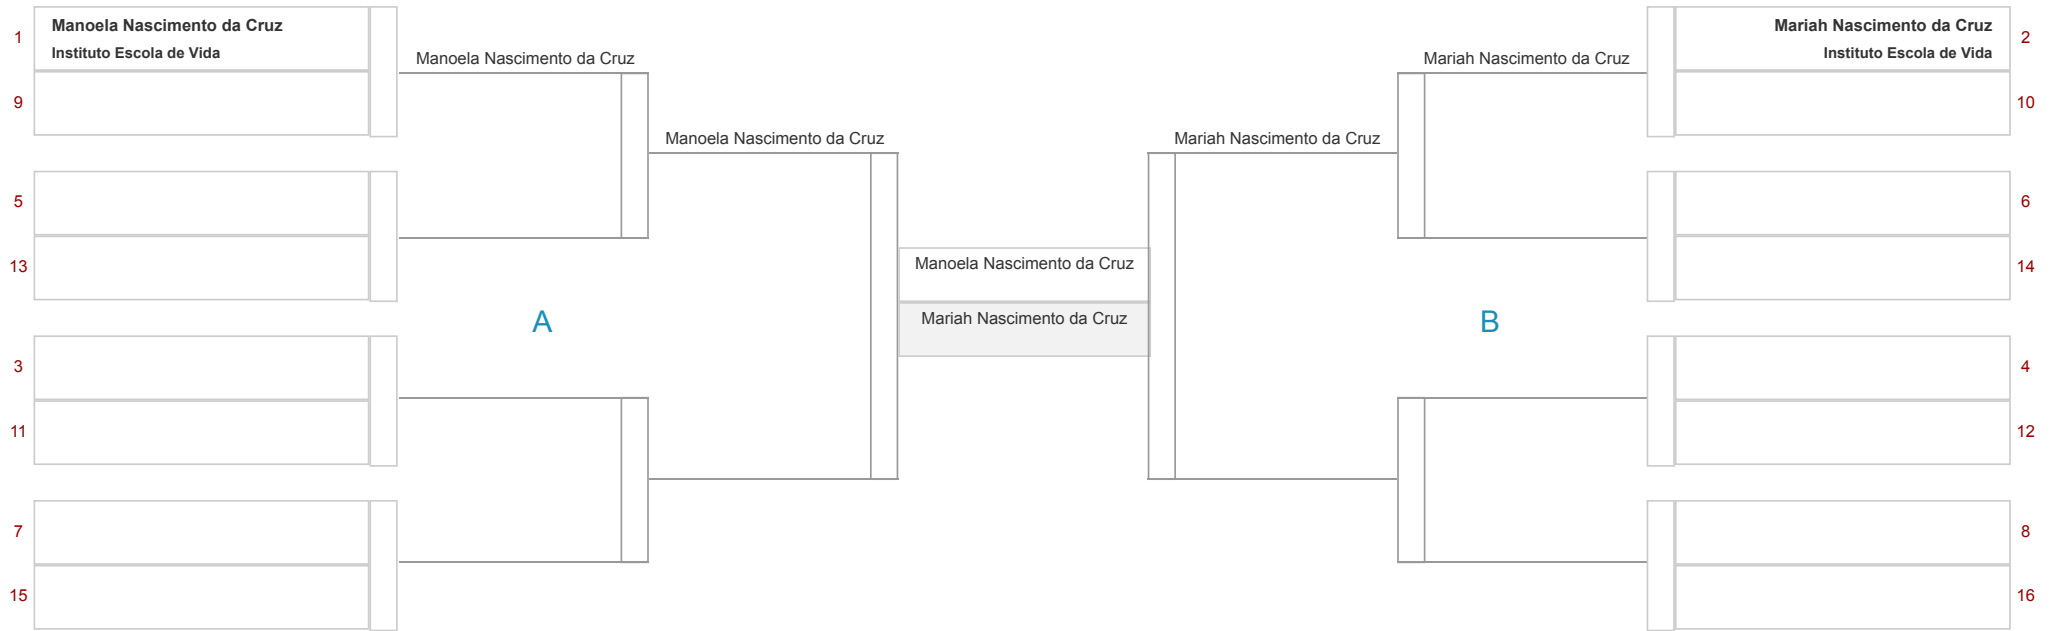 1
Manoela Nascimento da Cruz
Instituto Escola de Vida
9
5
13
3
11
7
15
Manoela Nascimento da Cruz
Manoela Nascimento da Cruz
A
Manoela Nascimento da Cruz
Mariah Nascimento da Cruz
Mariah Nascimento da Cruz
Mariah Nascimento da Cruz
B
Mariah Nascimento da Cruz
Instituto Escola de Vida
2
10
6
14
4
12
8
16